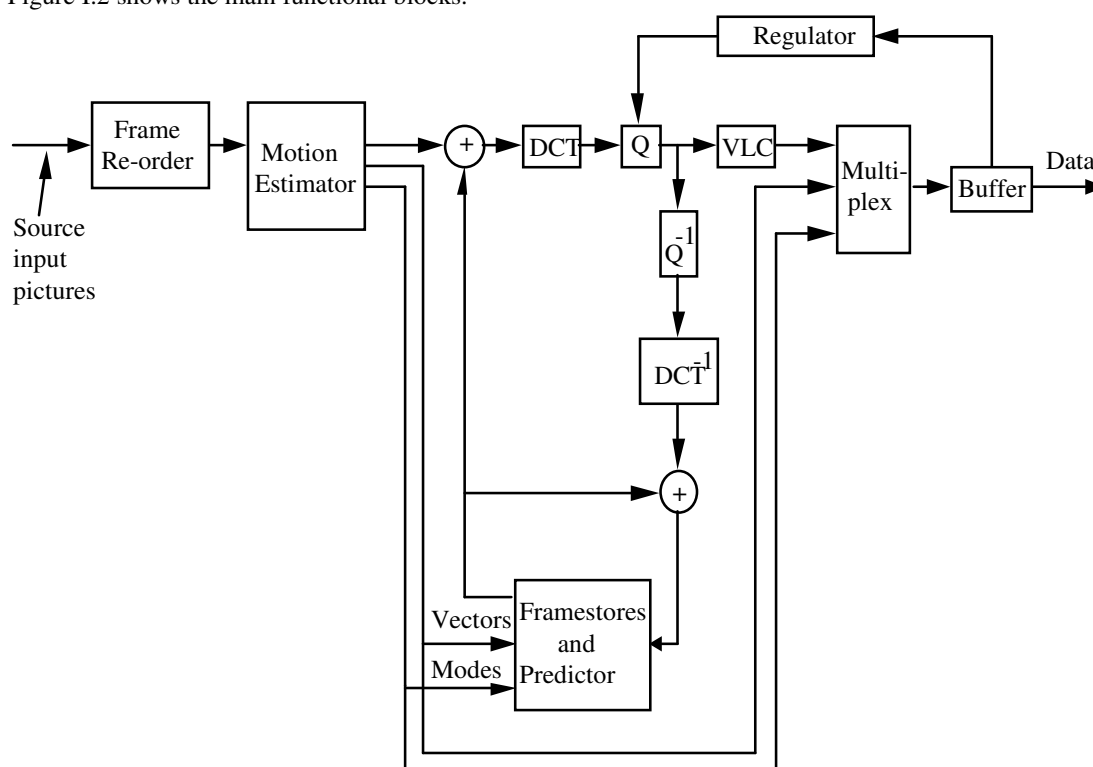 Figure I.2 shows the main functional blocks.
Regulator
Frame
Re-order
Motion
Estimator
+
DCT
Q
VLC
Multi-
plex
Buffer
Data
Source
input
pictures
Q-1
DCT-1
+
Vectors
Modes
Framestores
and
Predictor